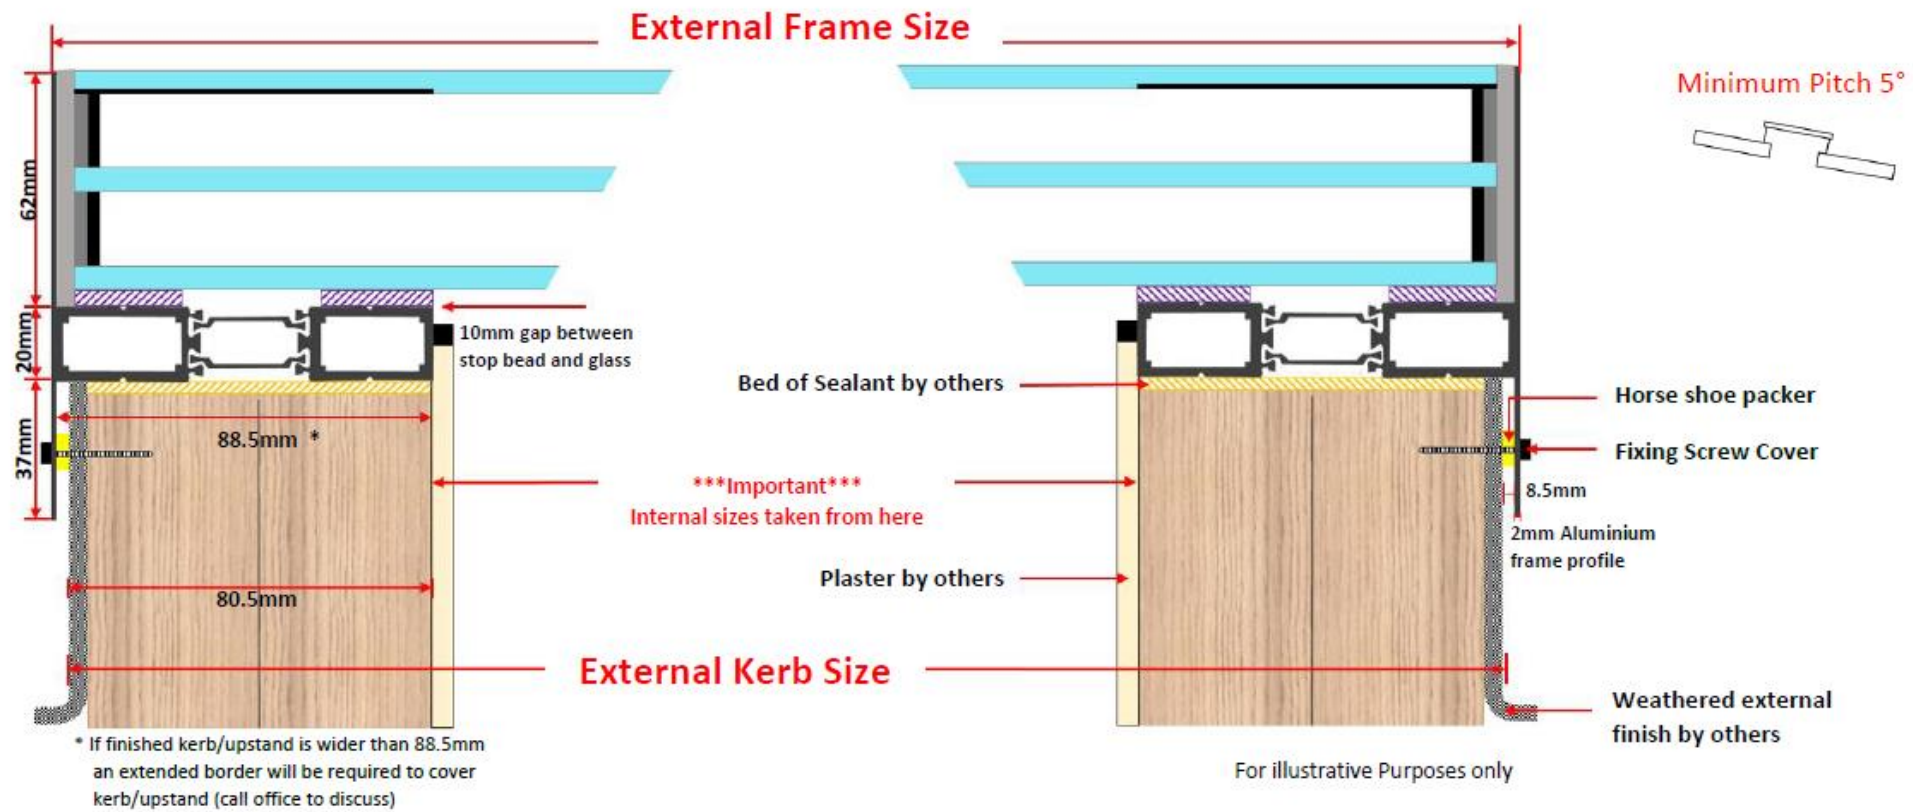 External Frame Size
Minimum Pitch 5°
62mm
20mm
37mm
10mm gap between
stop bead and glass
88.5mm *
80.5mm
Bed of Sealant by others
***Important***
Internal sizes taken from here
Plaster by others
External Kerb Size
Horse shoe packer
Fixing Screw Cover
8.5mm
2mm Aluminium
frame profile
Weathered external
finish by others
* If finished kerb/upstand is wider than 88.5mm
an extended border will be required to cover
kerb/upstand (call office to discuss)
For illustrative Purposes only